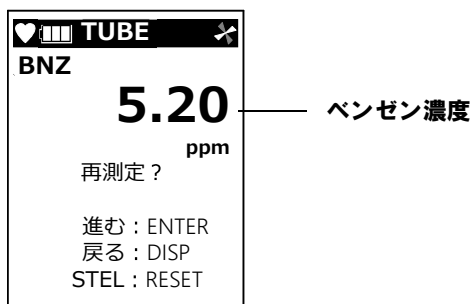 TUBE
BNZ
5.20
ベンゼン濃度
ppm
再測定？
進む：ENTER
戻る：DISP
STEL：RESET